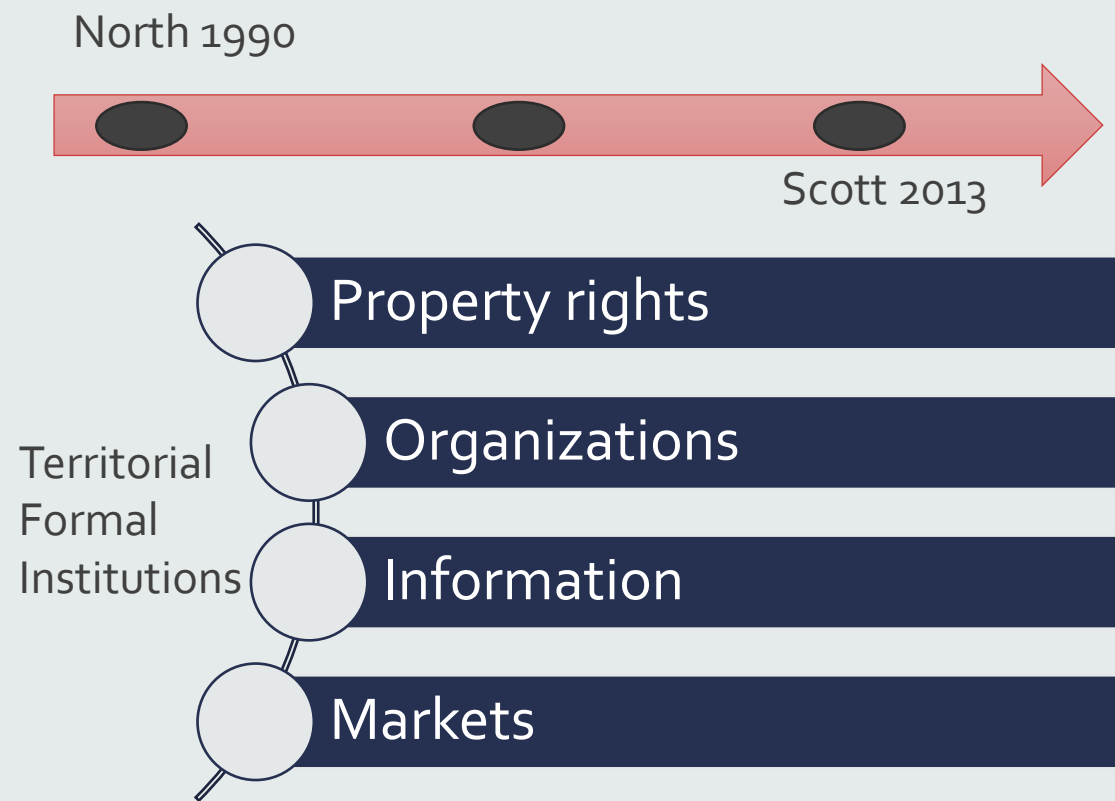 North 1990
Scott 2013
Property rights
Organizations
Territorial
Formal
Institutions
Information
Markets